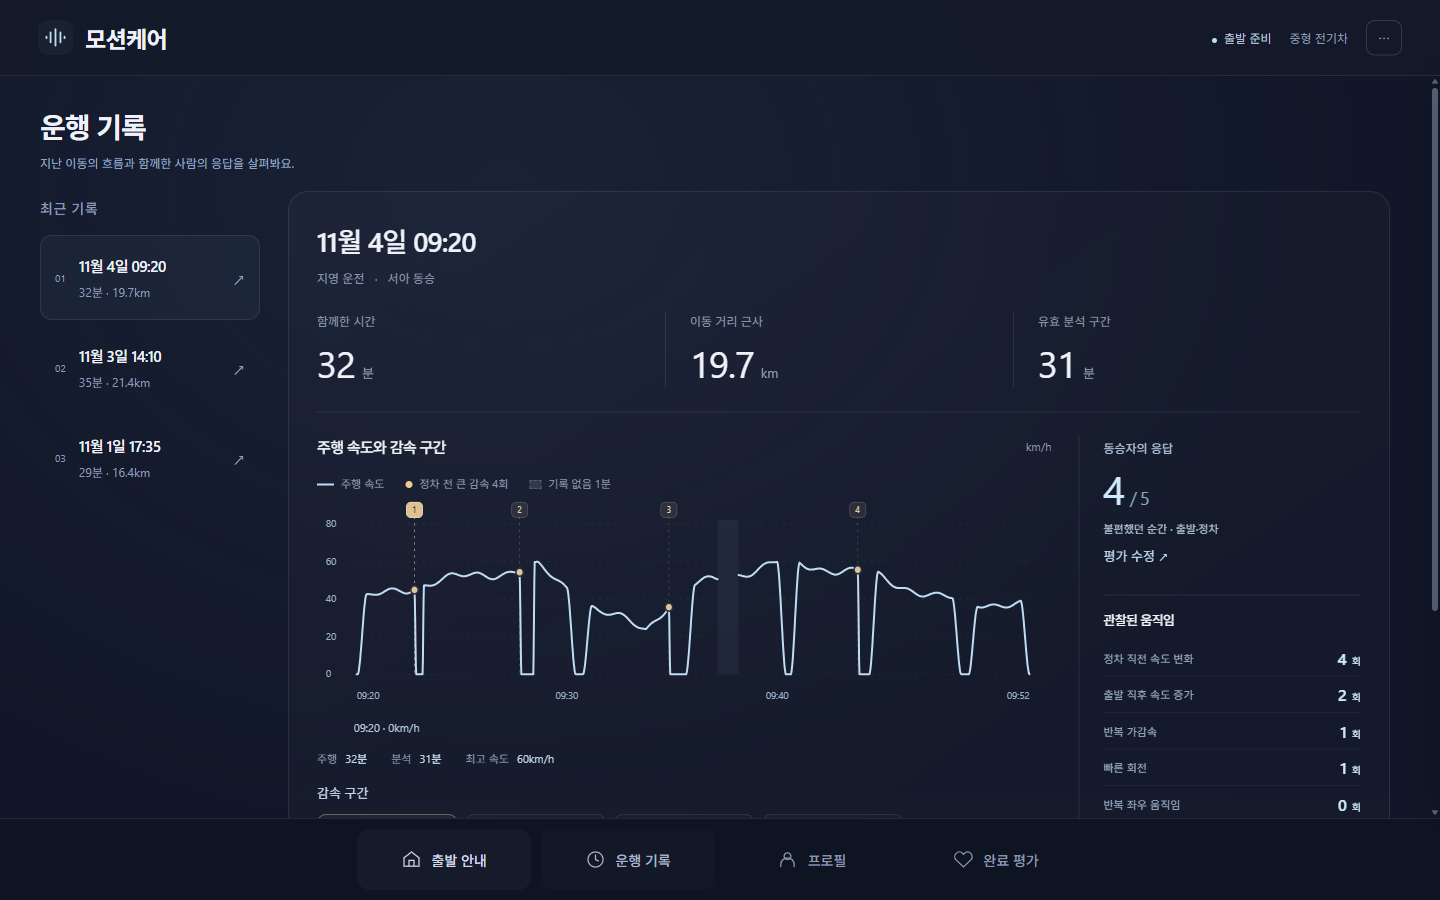 모션케어
출발 준비
중형 전기차
···
운행 기록
지난 이동의 흐름과 함께한 사람의 응답을 살펴봐요.
최근 기록
01
11월 4일 09:20
32분 · 19.7km
↗
02
11월 3일 14:10
35분 · 21.4km
↗
03
11월 1일 17:35
29분 · 16.4km
↗
11월 4일 09:20
지영 운전 · 서아 동승
함께한 시간
32 분
이동 거리 근사
19.7 km
유효 분석 구간
31 분
주행 속도와 감속 구간
km/h
주행 속도
정차 전 큰 감속 4회
기록 없음 1분
1 2 3 4
80
60
40
20
0
09:20 09:30 09:40 09:52
09:20 · 0km/h
주행 32분 분석 31분 최고 속도 60km/h
감속 구간
동승자의 응답
4 / 5
불편했던 순간 · 출발·정차
평가 수정 ↗
관찰된 움직임
정차 직전 속도 변화 4 회
출발 직후 속도 증가 2 회
반복 가감속 1 회
빠른 회전 1 회
반복 좌우 움직임 0 회
출발 안내
운행 기록
프로필
완료 평가